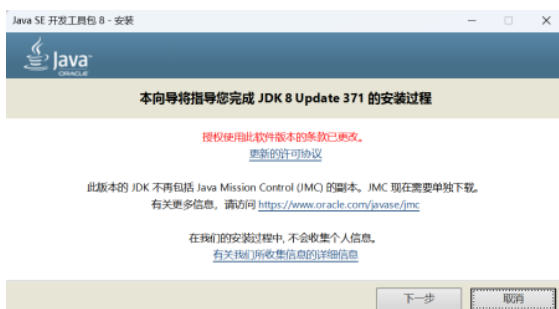 Java SE 开发工具包 8 - 安装
Java
ORACLE
本向导将指导您完成 JDK 8 Update 371 的安装过程
授权使用此软件版本的条款已更改。
更新的许可协议
此版本的 JDK 不再包括 Java Mission Control (JMC) 的副本。JMC 现在需要单独下载。
有关更多信息，请访问 https://www.oracle.com/javase/jmc
在我们的安装过程中, 不会收集个人信息。
有关我们所收集信息的详细信息
下一步
取消